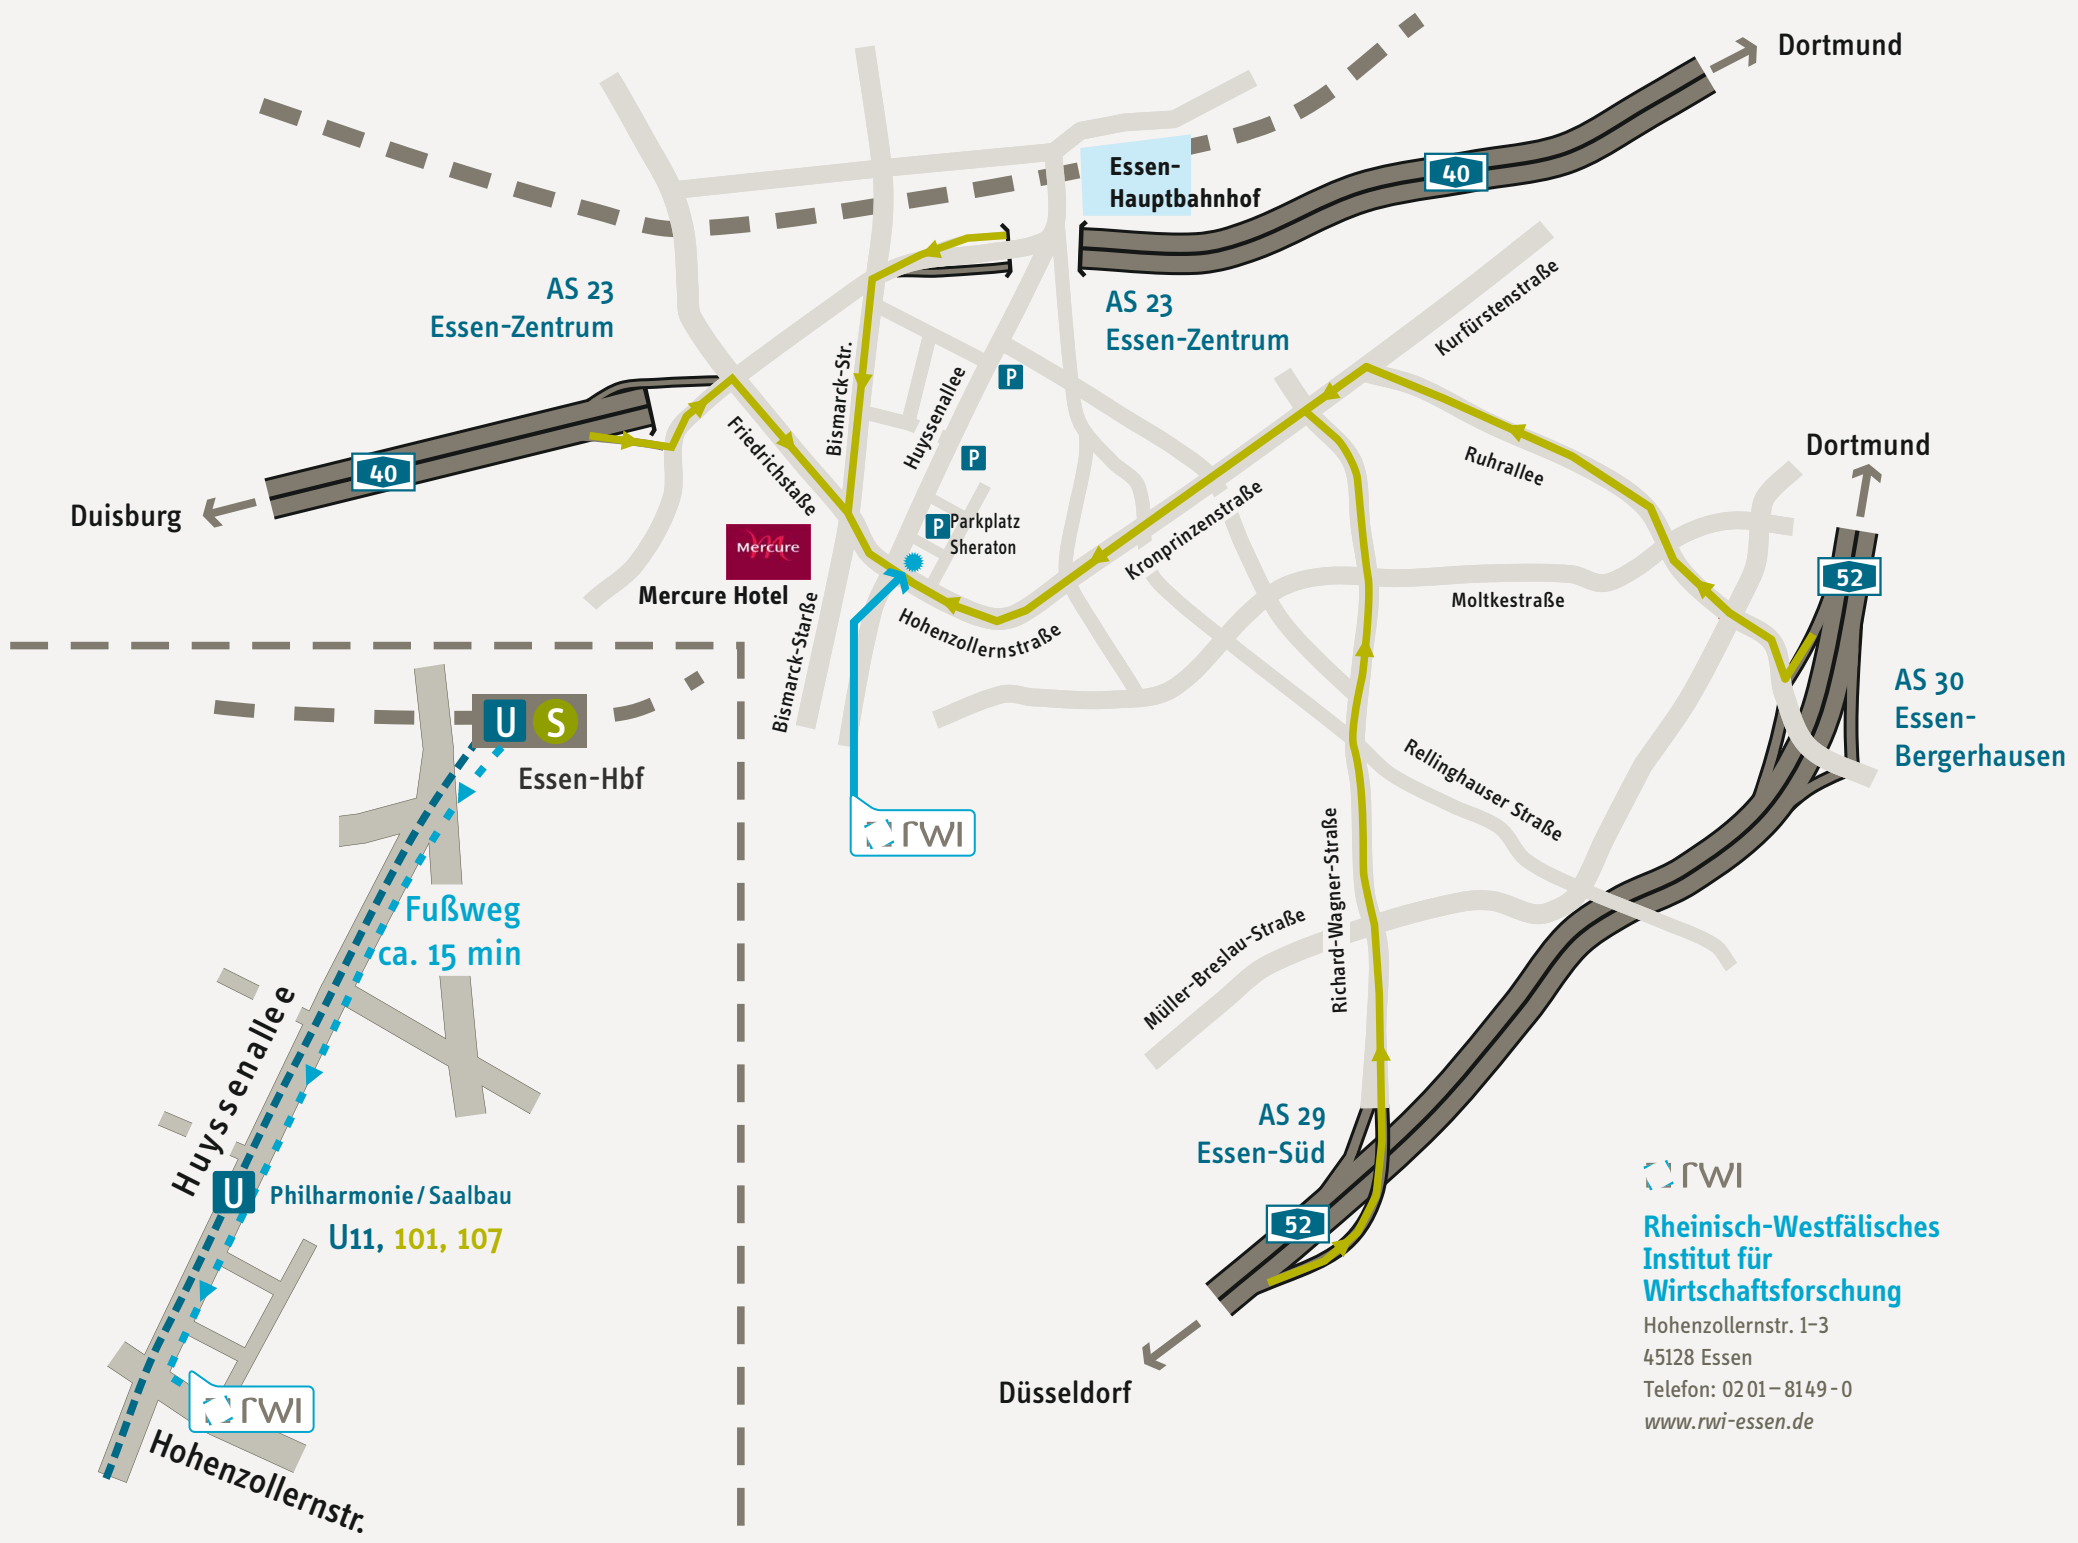 Dortmund
40
Essen-
Hauptbahnhof
AS 23
Essen-Zentrum
AS 23
Essen-Zentrum
Kurfürstenstraße
Bismarck-Str.
Huyssenallee
P
P
P
Parkplatz
Sheraton
Friedrichstaße
40
Duisburg
Mercure
Mercure Hotel
Kronprinzenstraße
Ruhrallee
Dortmund
52
Moltkestraße
Hohenzollernstraße
Bismarck-Starße
AS 30
Essen-
Bergerhausen
Rellinghauser Straße
Richard-Wagner-Straße
Müller-Breslau-Straße
rwi
AS 29
Essen-Süd
52
Düsseldorf
U S
Essen-Hbf
Fußweg
ca. 15 min
Huyssenallee
U
Philharmonie/Saalbau
U11, 101, 107
rwi
Hohenzollernstr.
rwi
Rheinisch-Westfälisches
Institut für
Wirtschaftsforschung
Hohenzollernstr. 1–3
45128 Essen
Telefon: 0201–8149-0
www.rwi-essen.de